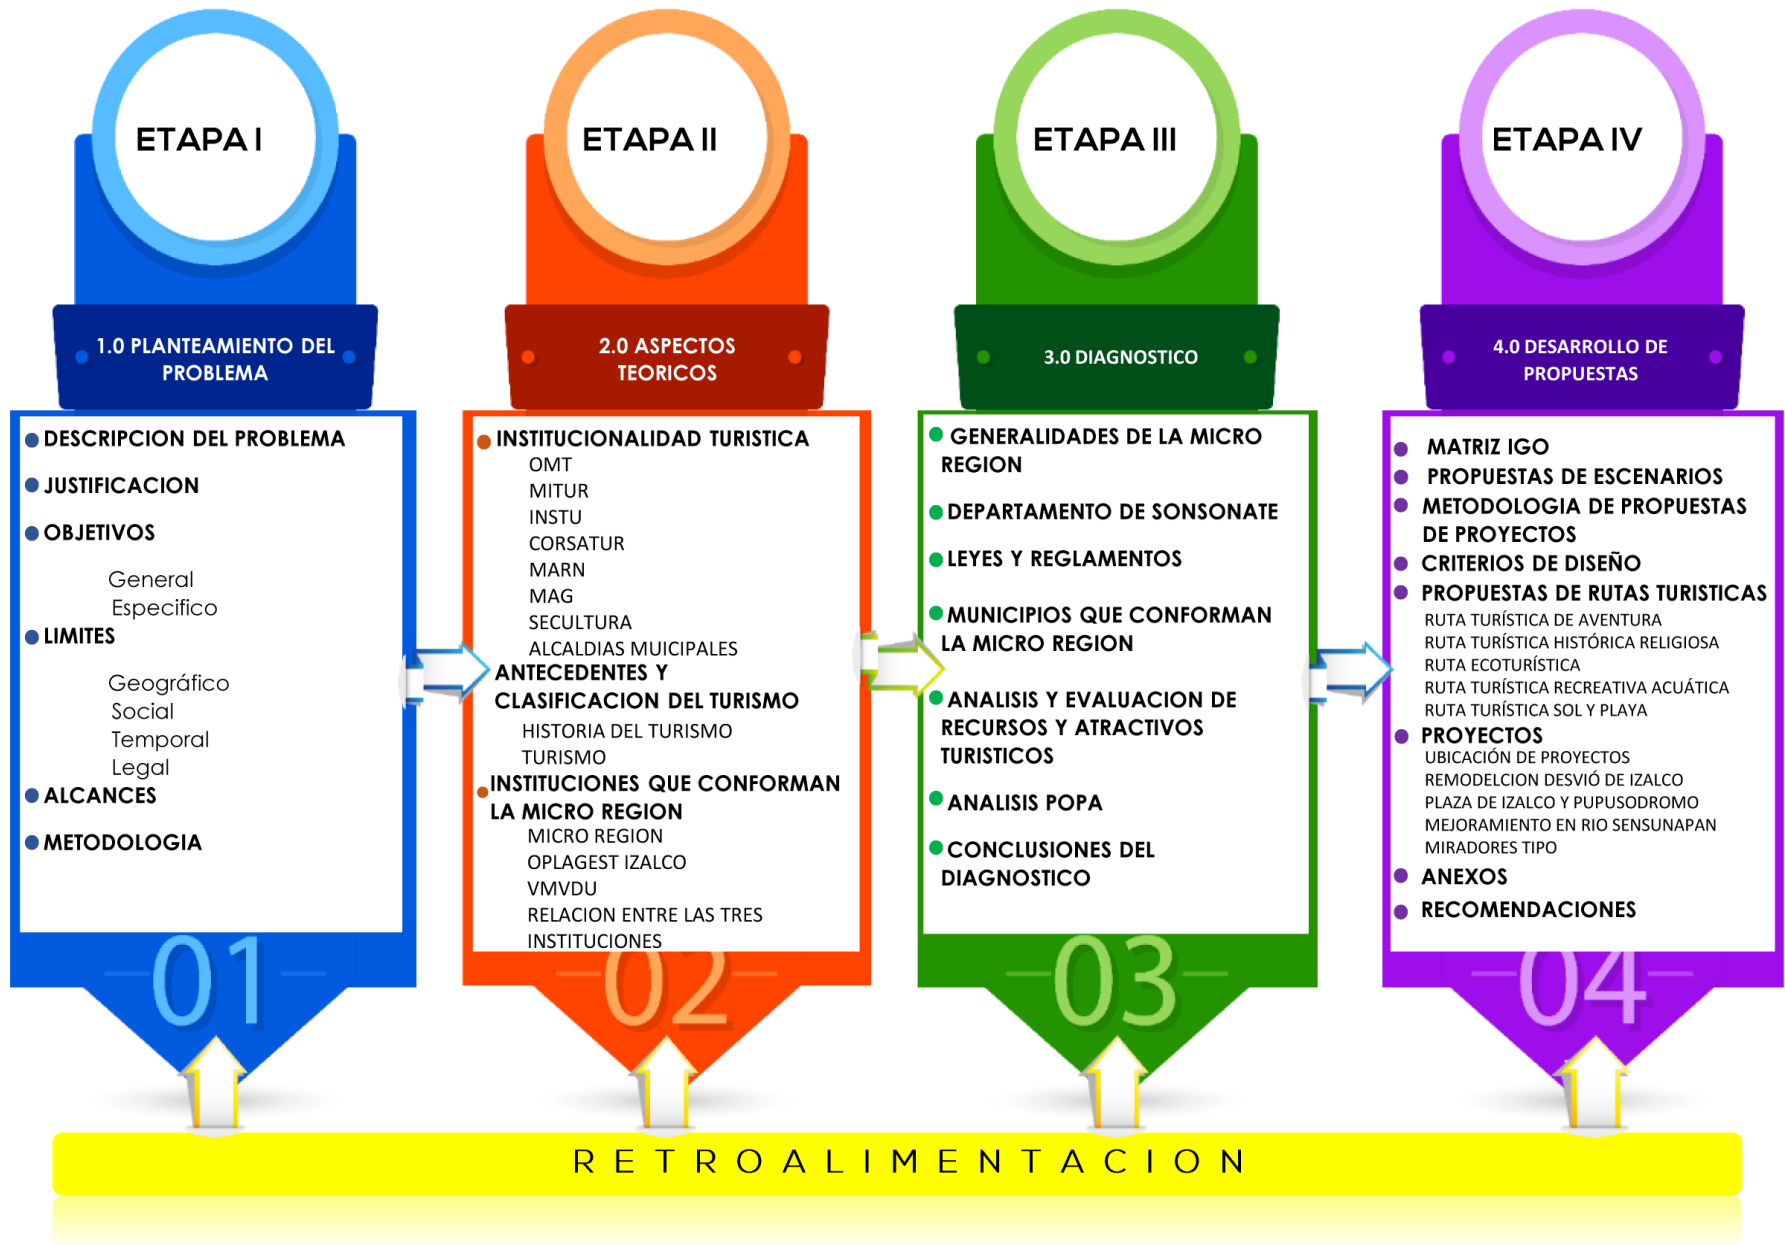 ETAPA I
1.0 PLANTEAMIENTO DEL
PROBLEMA
DESCRIPCION DEL PROBLEMA
JUSTIFICACION
OBJETIVOS
General
Especifico
LIMITES
Geográfico
Social
Temporal
Legal
ALCANCES
METODOLOGIA
01
ETAPA II
2.0 ASPECTOS
TEORICOS
INSTITUCIONALIDAD TURISTICA
OMT
MITUR
INSTU
CORSATUR
MARN
MAG
SECULTURA
ALCALDIAS MUICIPALES
ANTECEDENTES Y
CLASIFICACION DEL TURISMO
HISTORIA DEL TURISMO
TURISMO
INSTITUCIONES QUE CONFORMAN
LA MICRO REGION
MICRO REGION
OPLAGEST IZALCO
VMVDU
RELACION ENTRE LAS TRES
INSTITUCIONES
02
ETAPA III
3.0 DIAGNOSTICO
GENERALIDADES DE LA MICRO
REGION
DEPARTAMENTO DE SONSONATE
LEYES Y REGLAMENTOS
MUNICIPIOS QUE CONFORMAN
LA MICRO REGION
ANALISIS Y EVALUACION DE
RECURSOS Y ATRACTIVOS
TURISTICOS
ANALISIS POPA
CONCLUSIONES DEL
DIAGNOSTICO
03
ETAPA IV
4.0 DESARROLLO DE
PROPUESTAS
MATRIZ IGO
PROPUESTAS DE ESCENARIOS
METODOLOGIA DE PROPUESTAS
DE PROYECTOS
CRITERIOS DE DISEÑO
PROPUESTAS DE RUTAS TURISTICAS
RUTA TURÍSTICA DE AVENTURA
RUTA TURÍSTICA HISTÓRICA RELIGIOSA
RUTA ECOTURÍSTICA
RUTA TURÍSTICA RECREATIVA ACUÁTICA
RUTA TURÍSTICA SOL Y PLAYA
PROYECTOS
UBICACIÓN DE PROYECTOS
REMODELCION DESVIÓ DE IZALCO
PLAZA DE IZALCO Y PUPUSODROMO
MEJORAMIENTO EN RIO SENSUNAPAN
MIRADORES TIPO
ANEXOS
RECOMENDACIONES
04
RETROALIMENTACION